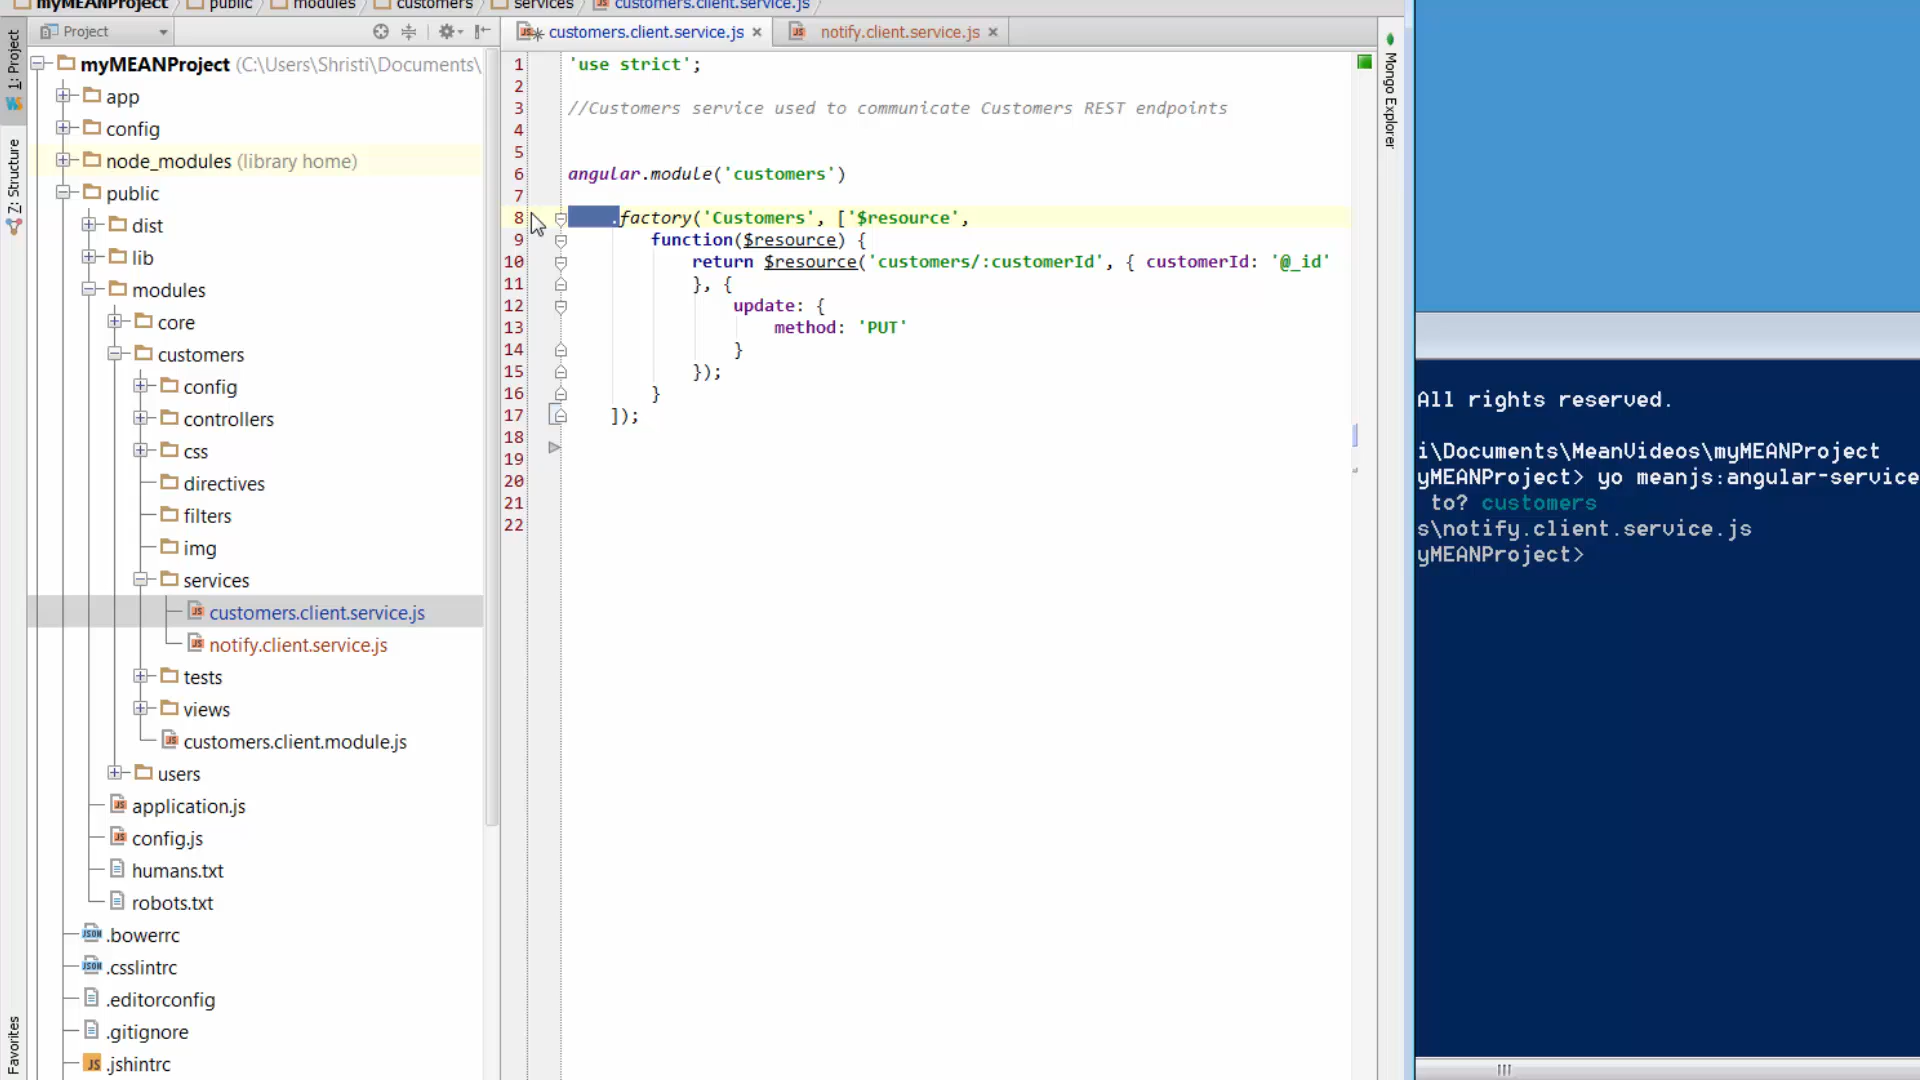 myMEANProject public modules customers services customers.client.service.js
Project
customers.client.service.js
notify.client.service.js
1: Project
Z: Structure
Favorites
Mongo Explorer
myMEANProject (C:\Users\Shristi\Documents\
app
config
node_modules (library home)
public
dist
lib
modules
core
customers
config
controllers
css
directives
filters
img
services
customers.client.service.js
notify.client.service.js
tests
views
customers.client.module.js
users
application.js
config.js
humans.txt
robots.txt
.bowerrc
.csslintrc
.editorconfig
.gitignore
.jshintrc
1 'use strict';
2
3 //Customers service used to communicate Customers REST endpoints
4
5
6 angular.module('customers')
7
8 .factory('Customers', ['$resource',
9 function($resource) {
10 return $resource('customers/:customerId', { customerId: '@_id'
11 }, {
12 update: {
13 method: 'PUT'
14 }
15 });
16 }
17 ]);
18
19
20
21
22
All rights reserved.
i\Documents\MeanVideos\myMEANProject
yMEANProject> yo meanjs:angular-service
to? customers
s\notify.client.service.js
yMEANProject>